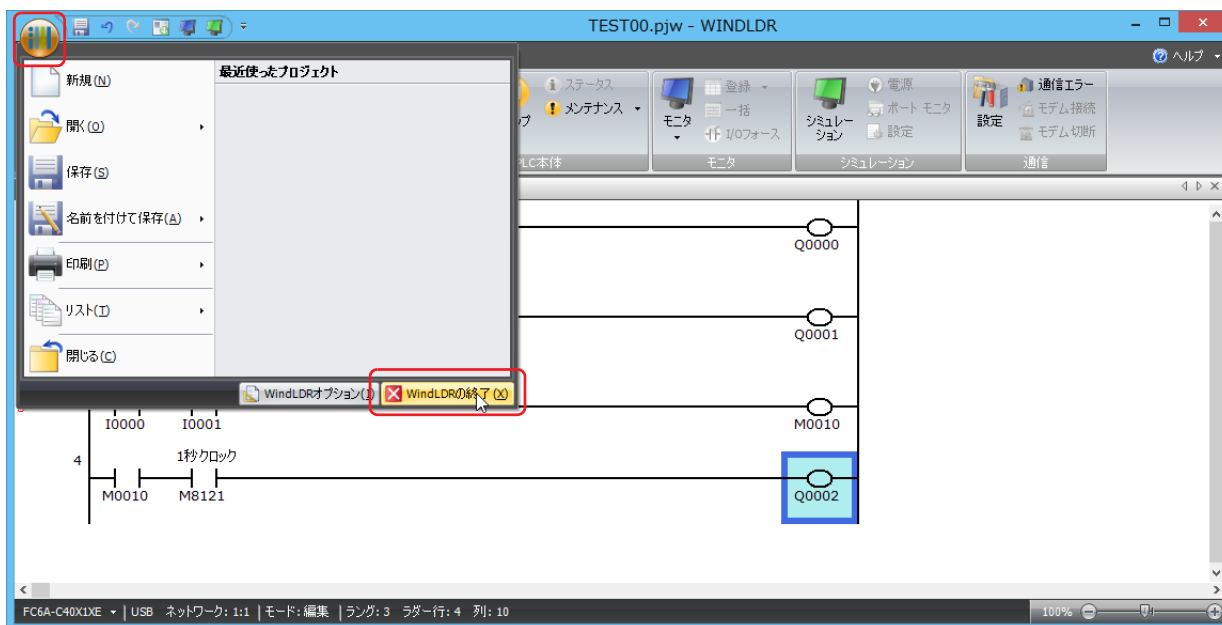 TEST00.pjw - WINDLDR
ヘルプ
新規(N)
開く(O)
保存(S)
名前を付けて保存(A)
印刷(P)
リスト(T)
閉じる(C)
最近使ったプロジェクト
WindLDRオプション(I)
WindLDRの終了(X)
ステータス
メンテナンス
PLC本体
モニタ
登録
一括
I/Oフォース
モニタ
シミュレーション
電源
ポート モニタ
設定
シミュレーション
設定
通信エラー
モデム接続
モデム切断
通信
Q0000
Q0001
I0000 I0001 M0010
4
1秒クロック
M0010 M8121 Q0002
FC6A-C40X1XE | USB ネットワーク: 1:1 | モード: 編集 | ラング: 3 ラダー行: 4 列: 10
100%